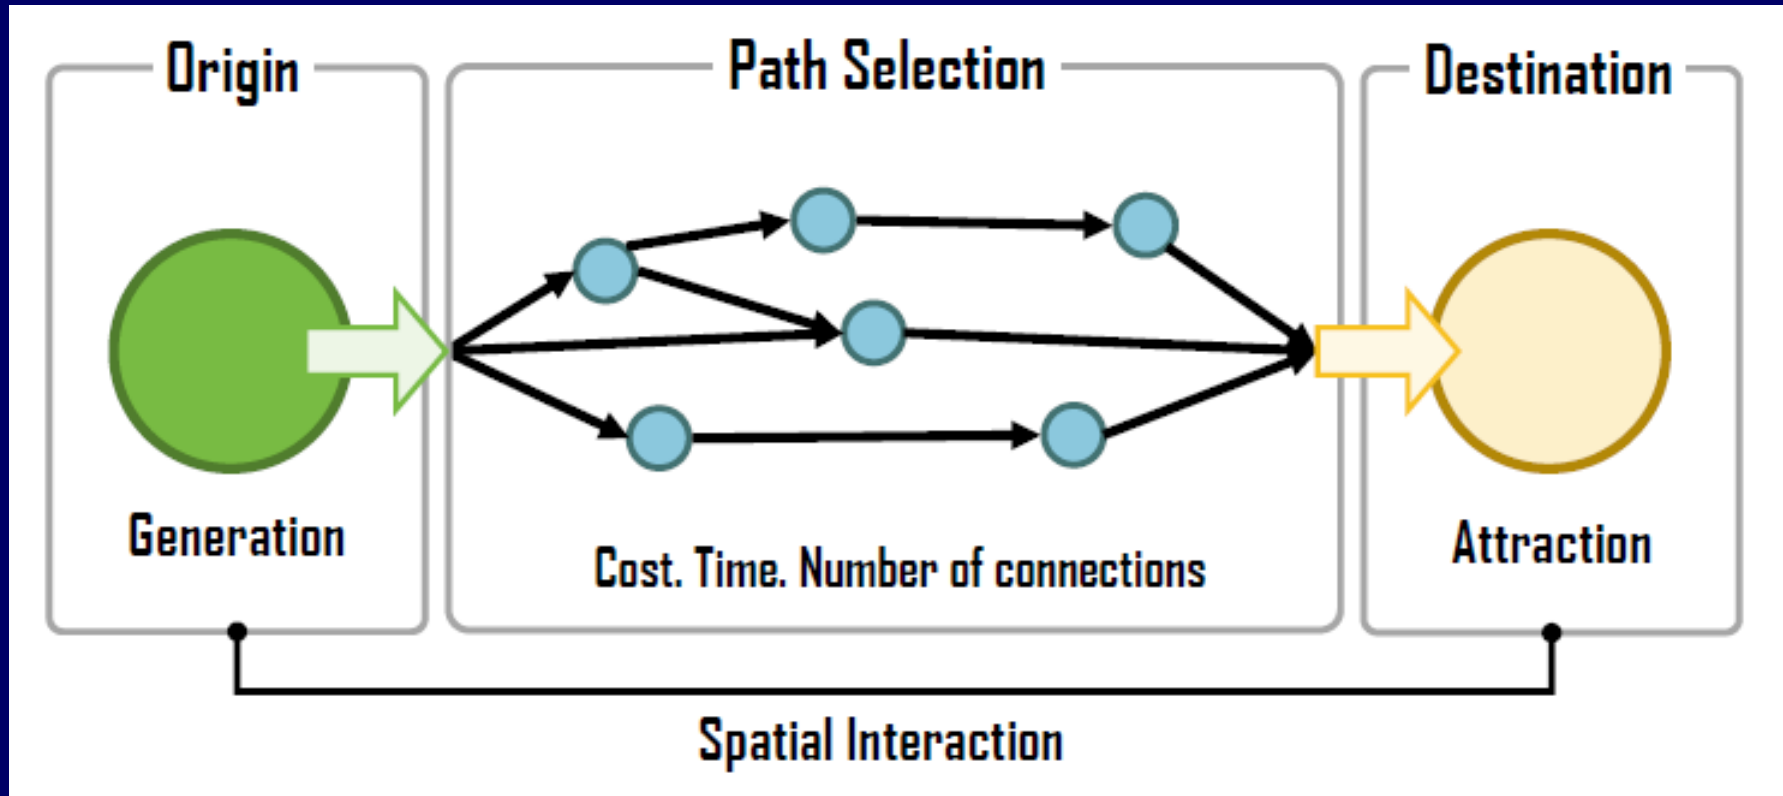 Origin
Path Selection
Destination
Generation
Cost. Time. Number of connections
Attraction
Spatial Interaction